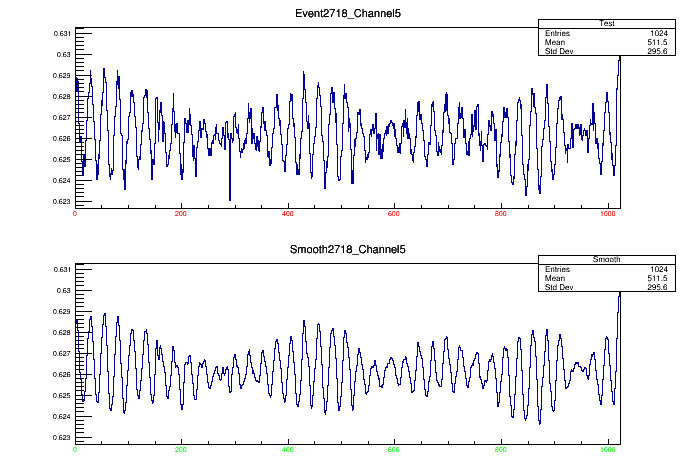 Event2718_Channel5
Test
Entries 1024
Mean 511.5
Std Dev 295.6
0.631
0.63
0.629
0.628
0.627
0.626
0.625
0.624
0.623
0 200 400 600 800 1000
Smooth2718_Channel5
Smooth
Entries 1024
Mean 511.5
Std Dev 295.6
0.631
0.63
0.629
0.628
0.627
0.626
0.625
0.624
0.623
0 200 400 600 800 1000